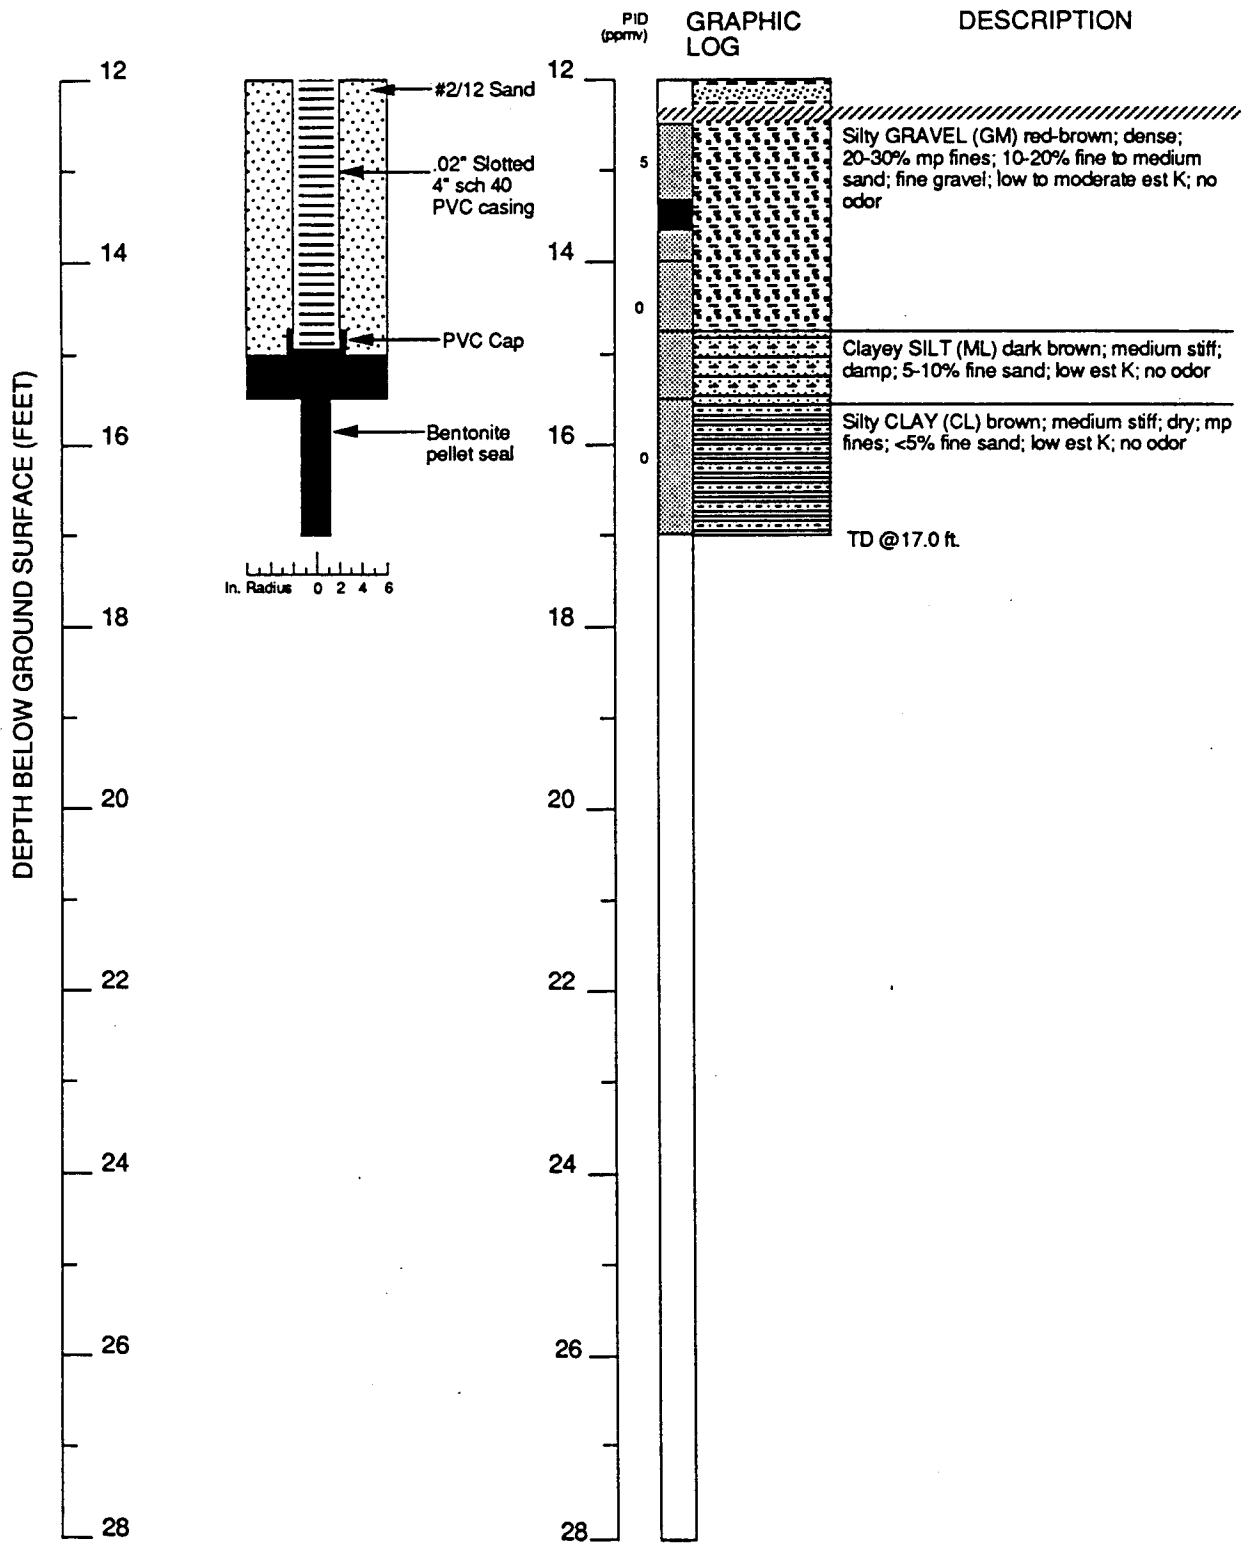 PID
(ppmv)
GRAPHIC
LOG
DESCRIPTION
DEPTH BELOW GROUND SURFACE (FEET)
12
14
16
18
20
22
24
26
28
#2/12 Sand
.02" Slotted
4" sch 40
PVC casing
PVC Cap
Bentonite
pellet seal
In. Radius 0 2 4 6
12
14
16
18
20
22
24
26
28
5
0
0
Silty GRAVEL (GM) red-brown; dense;
20-30% mp fines; 10-20% fine to medium
sand; fine gravel; low to moderate est K; no
odor
Clayey SILT (ML) dark brown; medium stiff;
damp; 5-10% fine sand; low est K; no odor
Silty CLAY (CL) brown; medium stiff; dry; mp
fines; <5% fine sand; low est K; no odor
TD @17.0 ft.